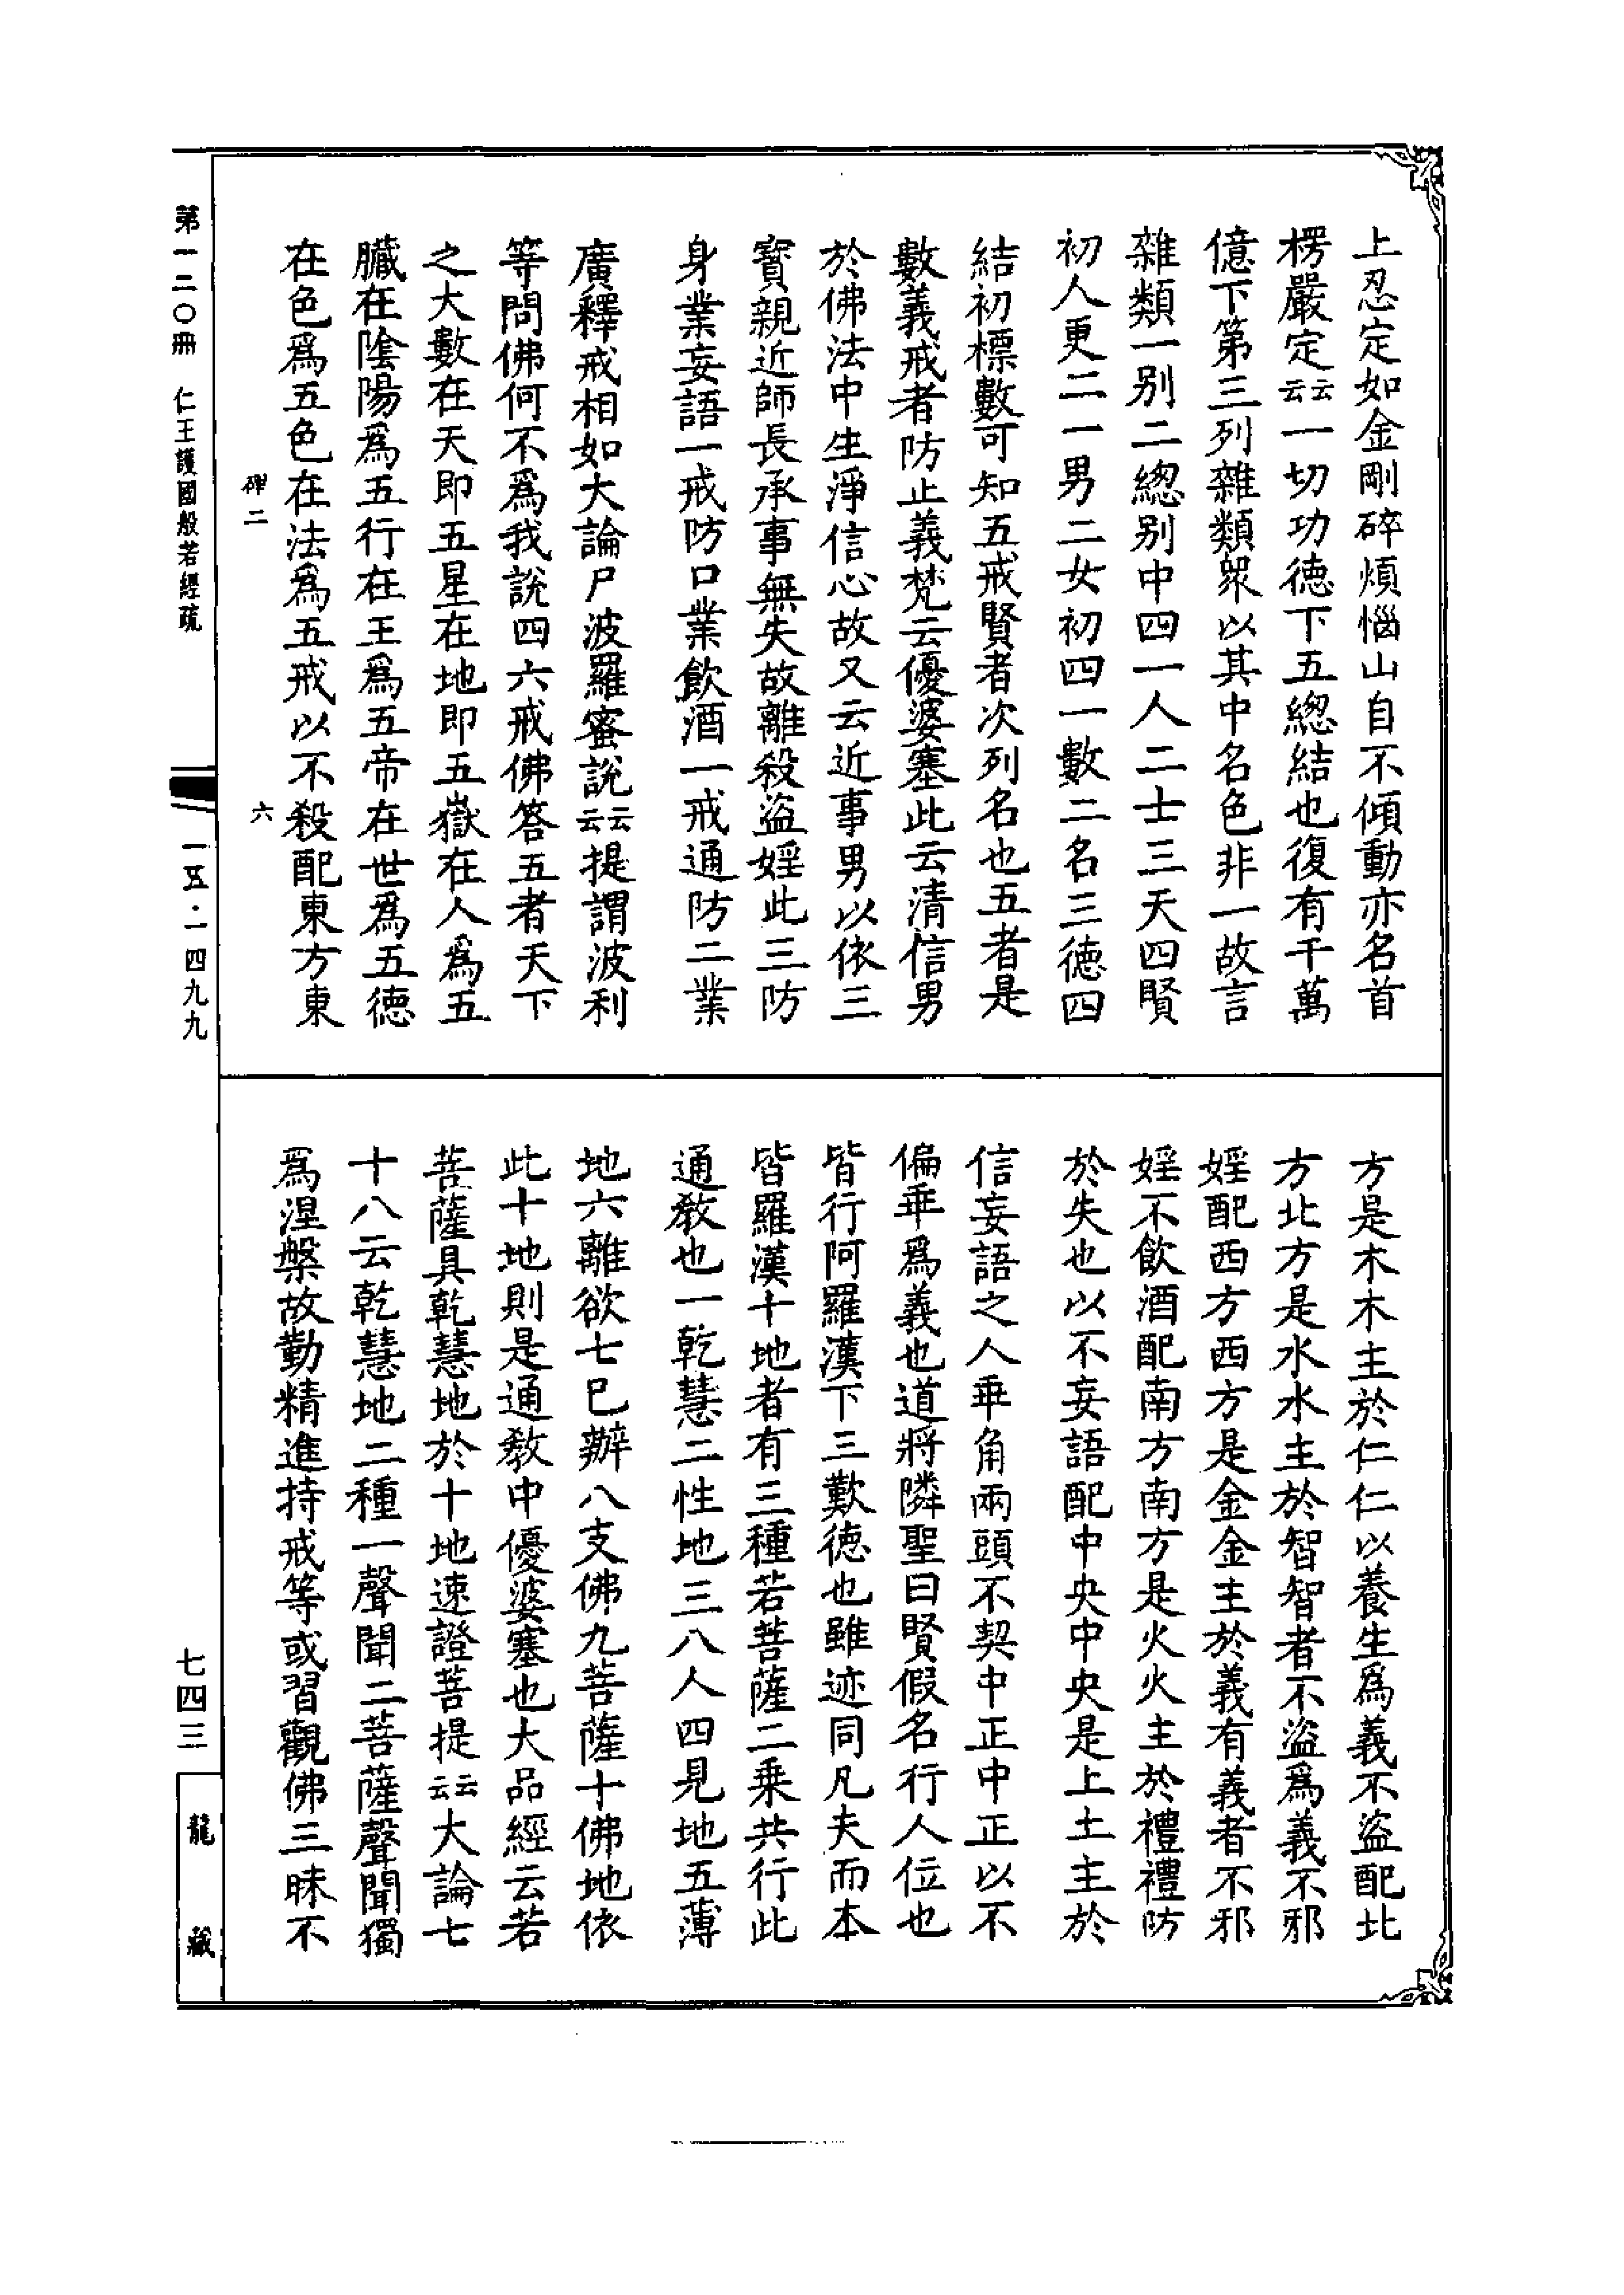 上忍定如金剛碎煩惱山自不傾動亦名首
楞嚴定云云一切功德下五總結也復有千萬
億下第三列雜類眾以其中名色非一故言
雜類一别二總别中四一人二士三天四賢
初人更二一男二女初四一數二名三德四
結初標數可知五戒賢者次列名也五者是
數義戒者防止義梵云優婆塞此云清信男
於佛法中生淨信心故又云近事男以依三
寳親近師長承事無失故離殺盜婬此三防
身業妄語一戒防口業飲酒一戒通防二業
廣釋戒相如大論尸波羅蜜說云云提謂波利
等問佛何不為我說四六戒佛答五者天下
之大數在天即五星在地即五嶽在人為五
臟在陰陽為五行在王為五帝在世為五德
在色為五色在法為五戒以不殺配東方東
方是木木主於仁仁以養生為義不盜配北
方北方是水水主於智智者不盜為義不邪
婬配西方西方是金金主於義有義者不邪
婬不飲酒配南方南方是火火主於禮禮防
於失也以不妄語配中央中央是上土主於
信妄語之人乖角兩頭不契中正中正以不
偏乖為義也道將隣聖曰賢假名行人位也
皆行阿羅漢下三歎德也雖迹同凡夫而本
皆羅漢十地者有三種若菩薩二乗共行此
通教也一乾慧二性地三八人四見地五薄
地六離欲七已辦八支佛九菩薩十佛地依
此十地則是通教中優婆塞也大品經云若
菩薩具乾慧地於十地速證菩提云云大論七
十八云乾慧地二種一聲聞二菩薩聲聞獨
為涅槃故勤精進持戒等或習觀佛三昧不
碑二　六
第一二〇冊　仁王護國般若經疏　一五·一四九九　七四三
龍藏